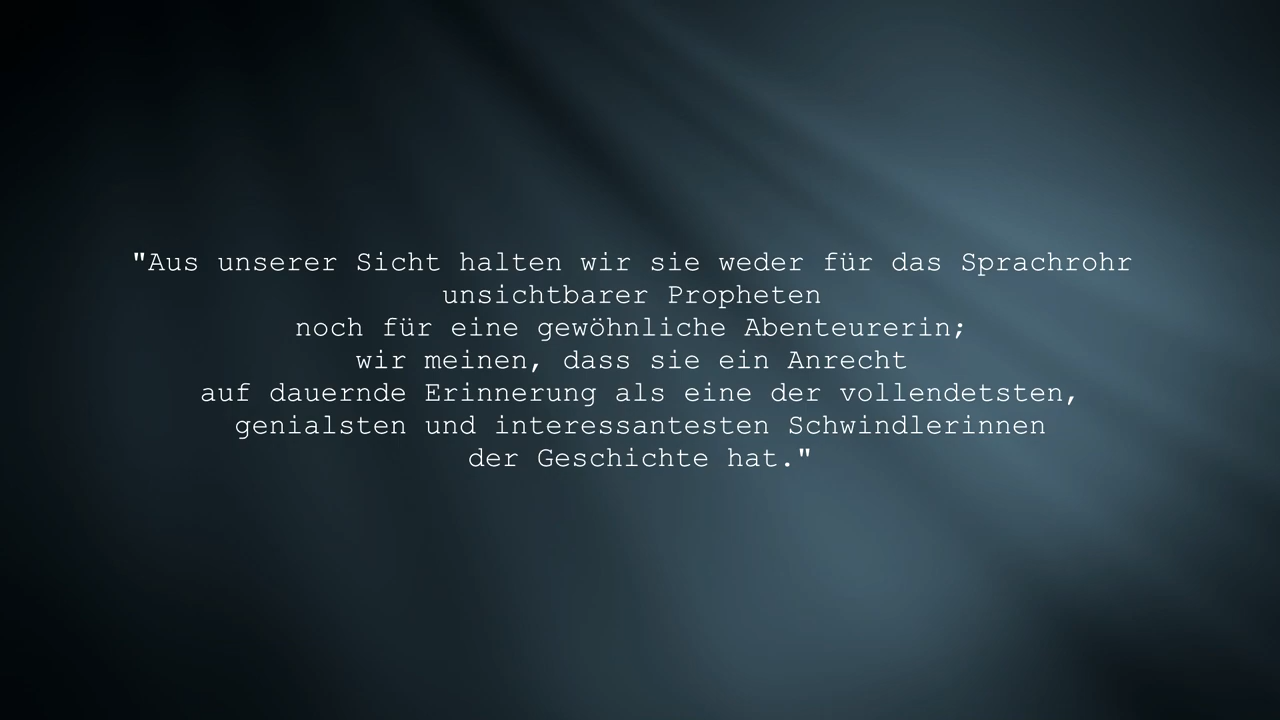 "Aus unserer Sicht halten wir sie weder für das Sprachrohr
unsichtbarer Propheten
noch für eine gewöhnliche Abenteurerin;
wir meinen, dass sie ein Anrecht
auf dauernde Erinnerung als eine der vollendetsten,
genialsten und interessantesten Schwindlerinnen
der Geschichte hat."